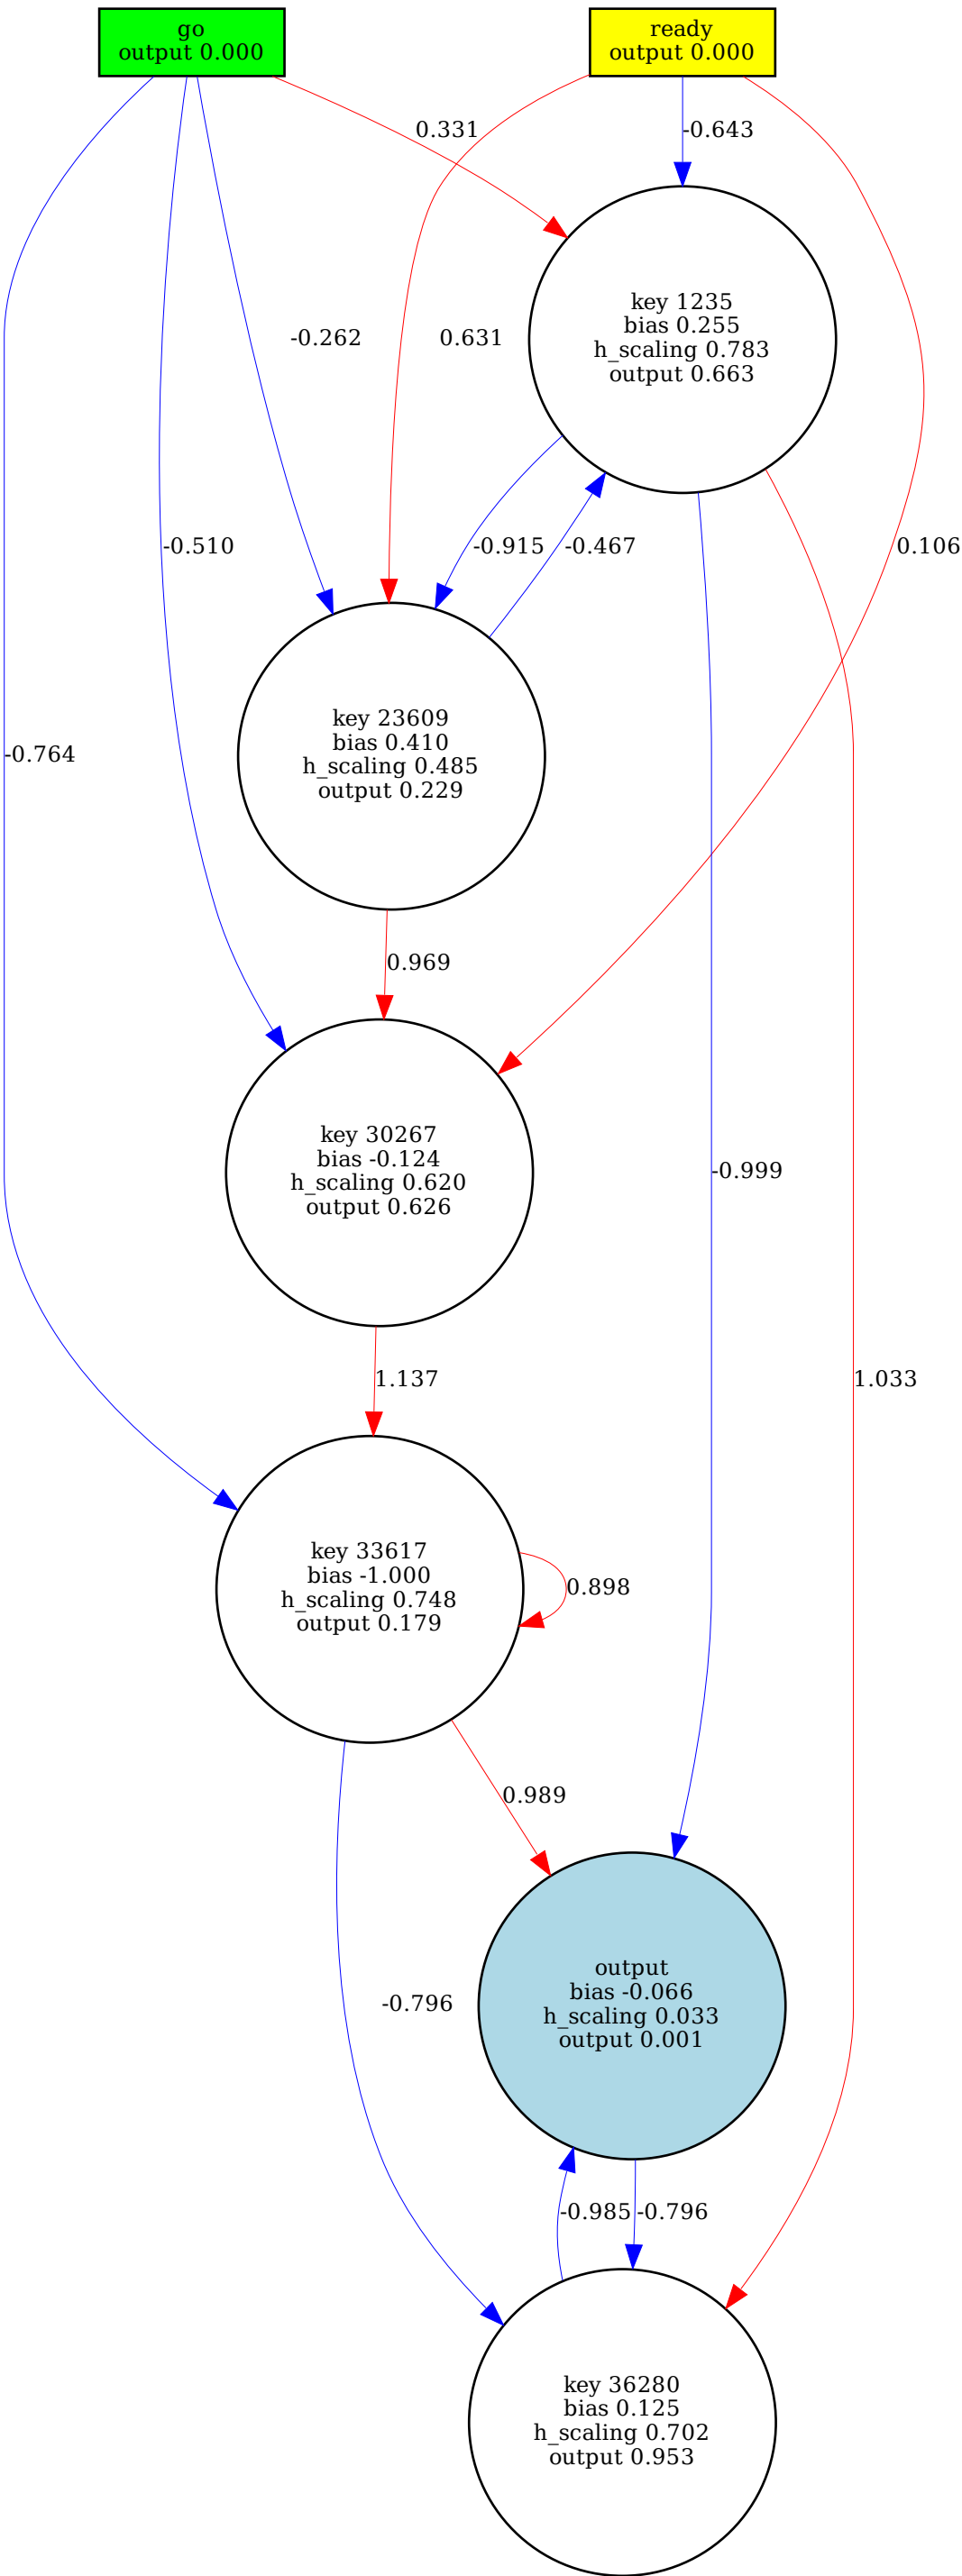 go
output 0.000
ready
output 0.000
0.331
-0.643
key 1235
bias 0.255
h_scaling 0.783
output 0.663
-0.262
0.631
-0.510
-0.915
-0.467
0.106
key 23609
bias 0.410
h_scaling 0.485
output 0.229
-0.764
0.969
key 30267
bias -0.124
h_scaling 0.620
output 0.626
-0.999
1.137
1.033
key 33617
bias -1.000
h_scaling 0.748
output 0.179
0.898
0.989
output
bias -0.066
h_scaling 0.033
output 0.001
-0.796
-0.985
-0.796
key 36280
bias 0.125
h_scaling 0.702
output 0.953